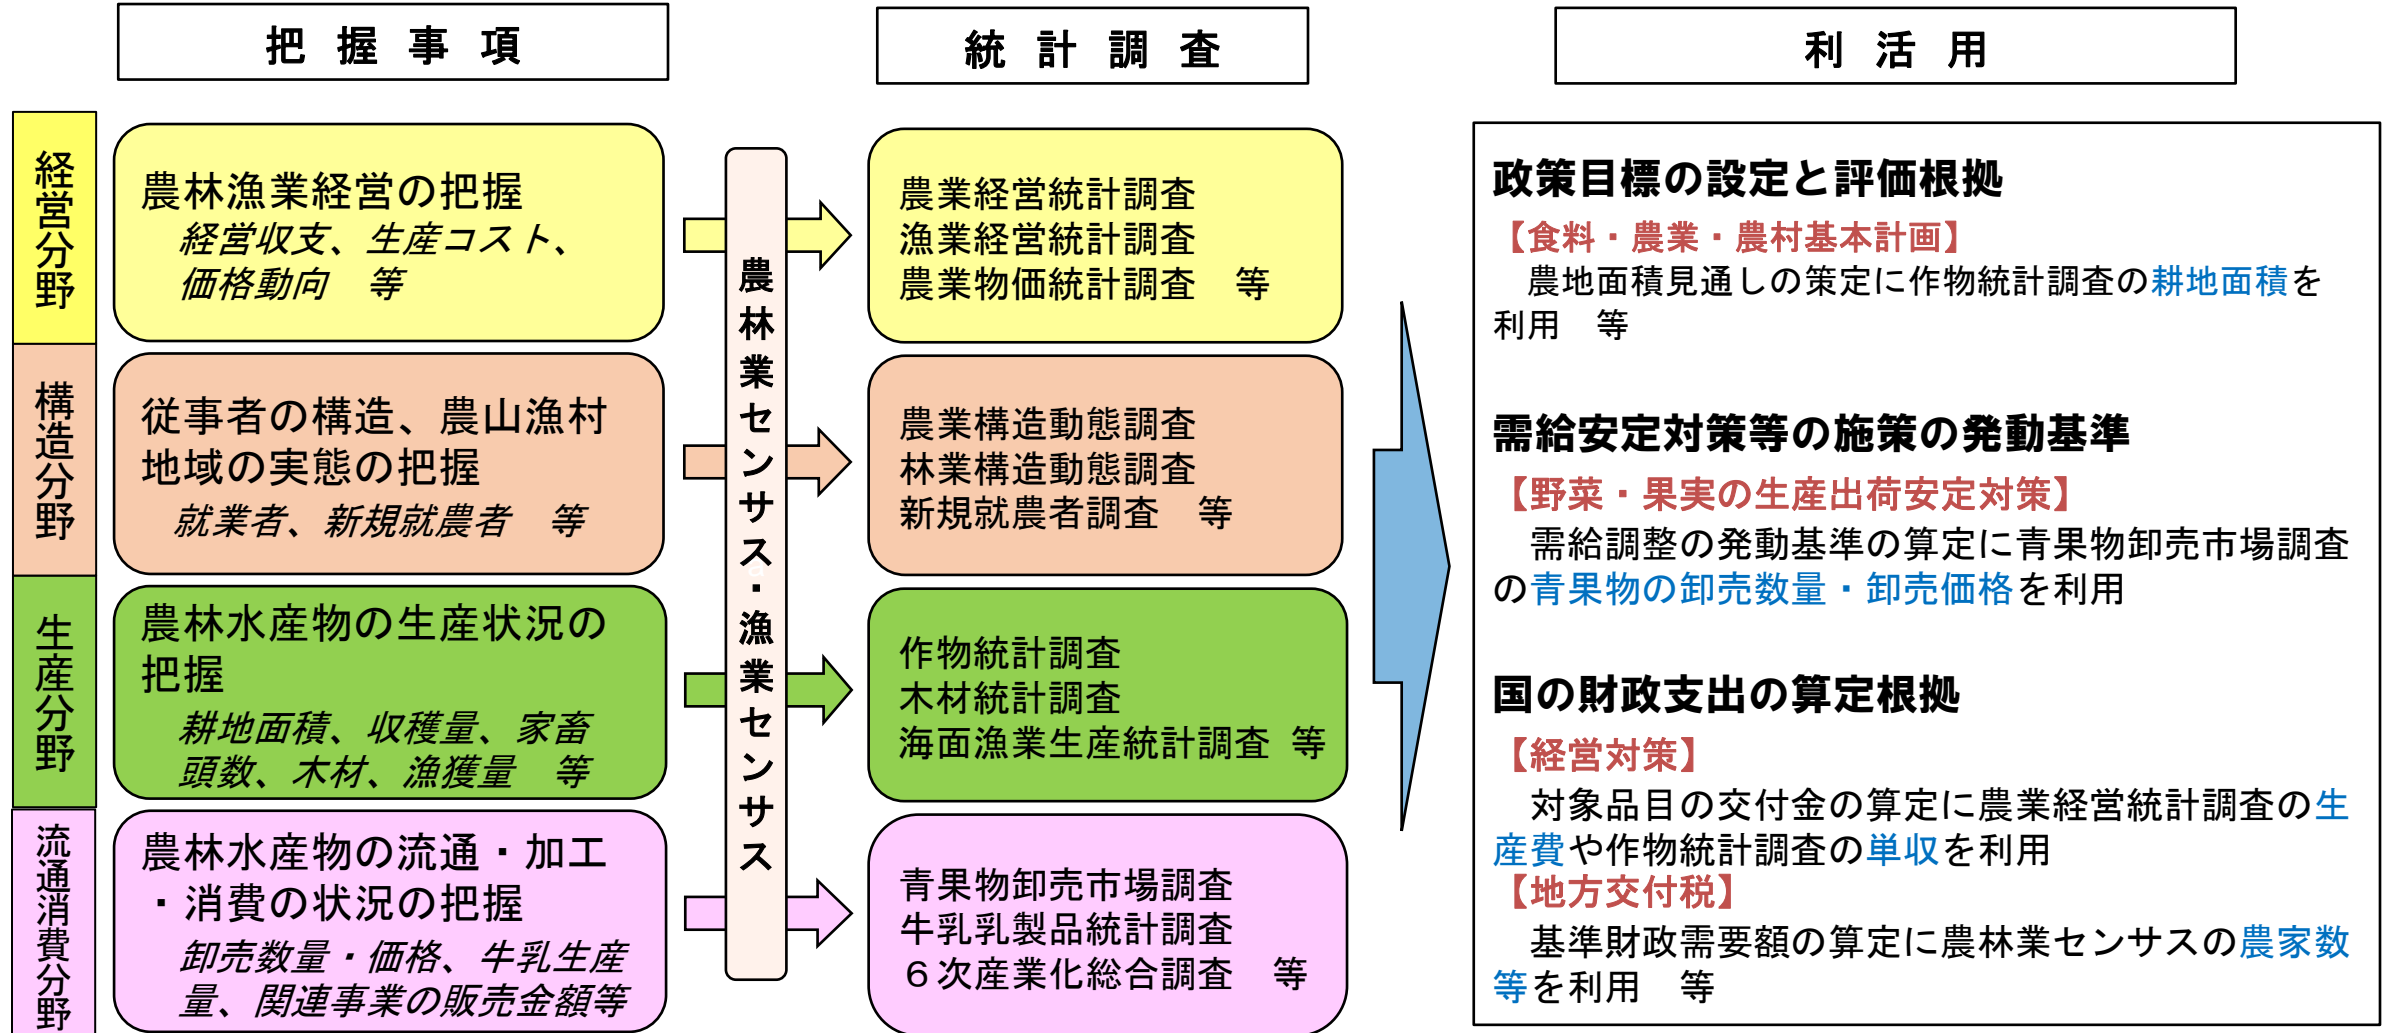 把握事項
統計調査
利活用
経営分野
農林漁業経営の把握
経営収支、生産コスト、
価格動向　等
農業経営統計調査
漁業経営統計調査
農業物価統計調査　等
構造分野
従事者の構造、農山漁村
地域の実態の把握
就業者、新規就農者　等
農業構造動態調査
林業構造動態調査
新規就農者調査　等
生産分野
農林水産物の生産状況の
把握
耕地面積、収穫量、家畜
頭数、木材、漁獲量　等
作物統計調査
木材統計調査
海面漁業生産統計調査 等
流通消費分野
農林水産物の流通・加工
・消費の状況の把握
卸売数量・価格、牛乳生産
量、関連事業の販売金額等
青果物卸売市場調査
牛乳乳製品統計調査
６次産業化総合調査　等
農林業センサス・漁業センサス
政策目標の設定と評価根拠
【食料・農業・農村基本計画】
農地面積見通しの策定に作物統計調査の耕地面積を
利用　等
需給安定対策等の施策の発動基準
【野菜・果実の生産出荷安定対策】
需給調整の発動基準の算定に青果物卸売市場調査
の青果物の卸売数量・卸売価格を利用
国の財政支出の算定根拠
【経営対策】
対象品目の交付金の算定に農業経営統計調査の生
産費や作物統計調査の単収を利用
【地方交付税】
基準財政需要額の算定に農林業センサスの農家数
等を利用　等